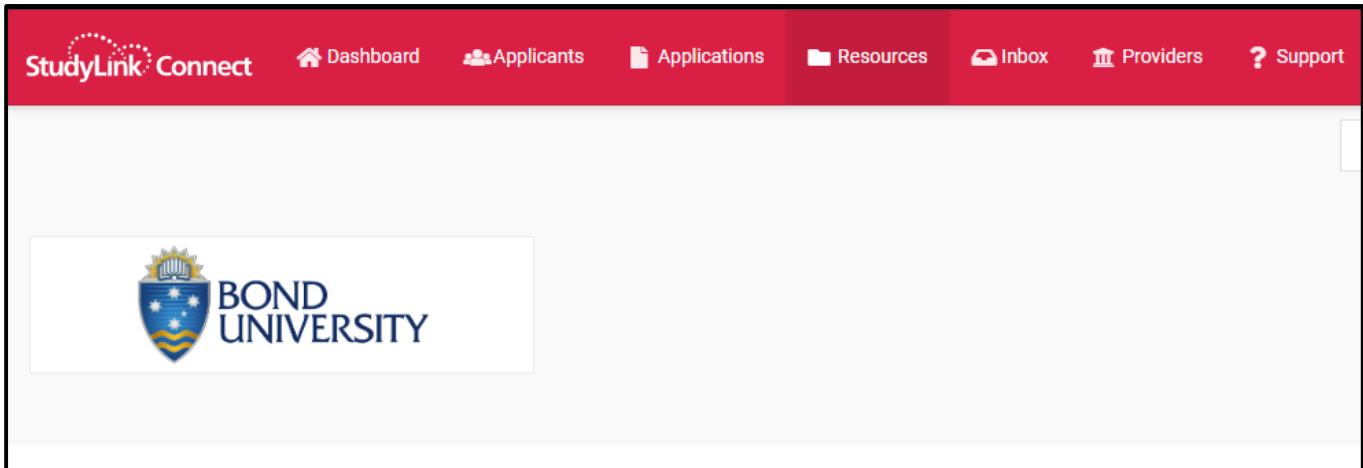 StudyLink Connect Dashboard Applicants Applications Resources Inbox Providers ? Support
BOND
UNIVERSITY